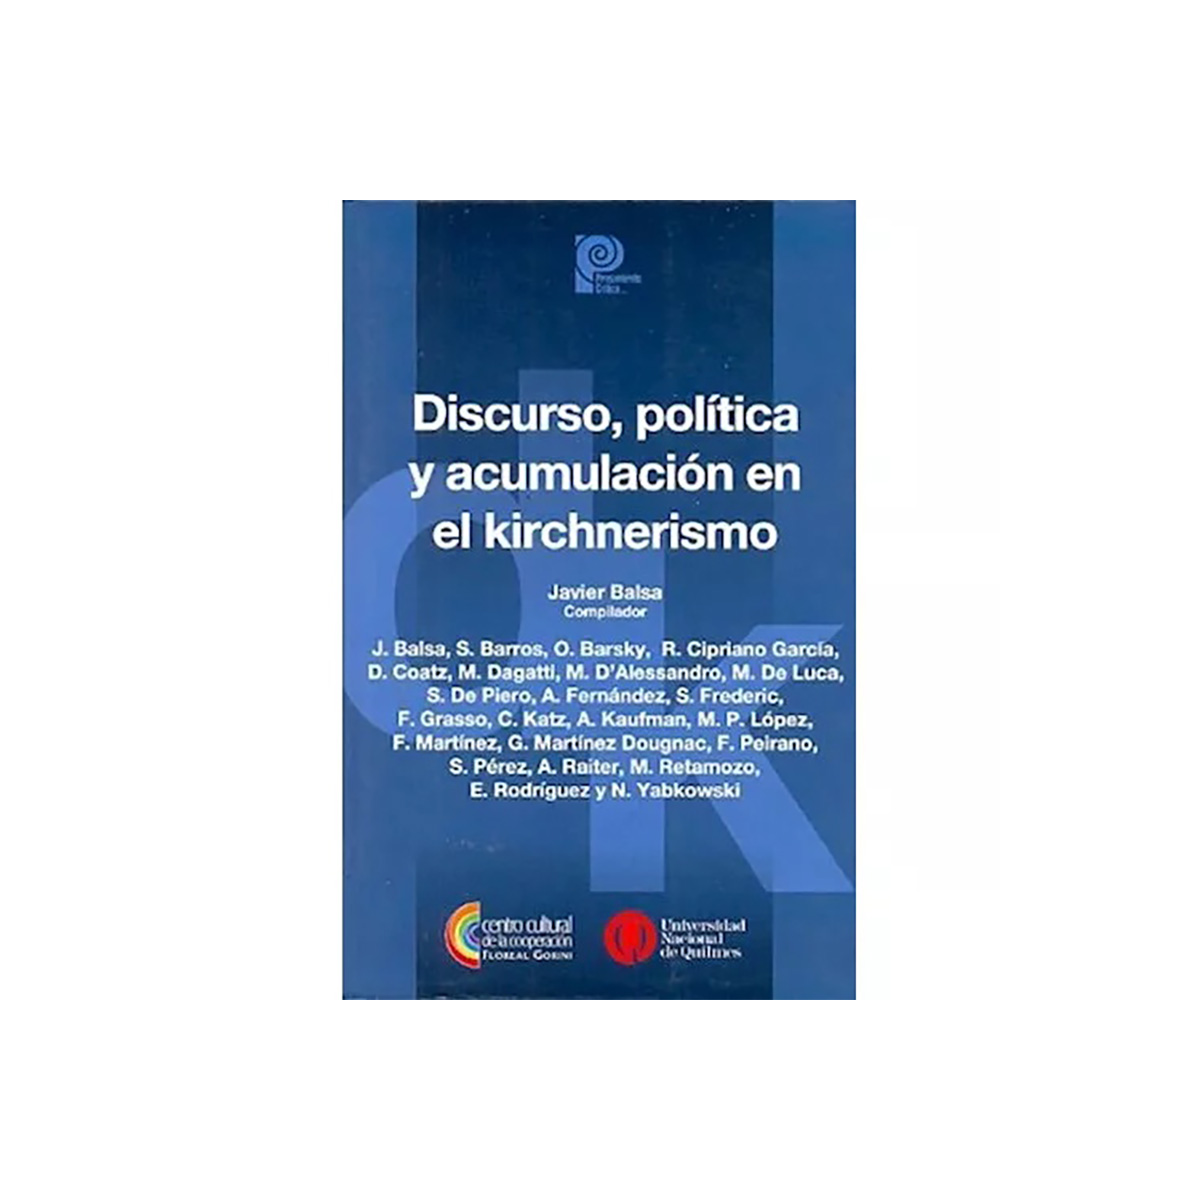 Pensamiento
Crítico...
Discurso, política
y acumulación en
el kirchnerismo
Javier Balsa
Compilador
J. Balsa, S. Barros, O. Barsky, R. Cipriano García,
D. Coatz, M. Dagatti, M. D'Alessandro, M. De Luca,
S. De Piero, A. Fernández, S. Frederic,
F. Grasso, C. Katz, A. Kaufman, M. P. López,
F. Martínez, G. Martínez Dougnac, F. Peirano,
S. Pérez, A. Raiter, M. Retamozo,
E. Rodríguez y N. Yabkowski
centro cultural
de la cooperación
FLOREAL GORINI
Universidad
Nacional
de Quilmes